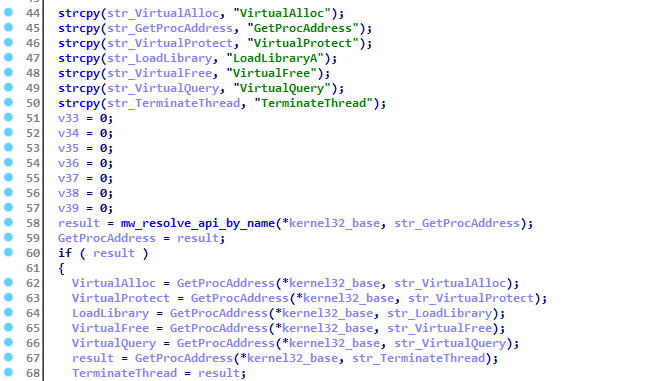 44 strcpy(str_VirtualAlloc, "VirtualAlloc");
45 strcpy(str_GetProcAddress, "GetProcAddress");
46 strcpy(str_VirtualProtect, "VirtualProtect");
47 strcpy(str_LoadLibrary, "LoadLibraryA");
48 strcpy(str_VirtualFree, "VirtualFree");
49 strcpy(str_VirtualQuery, "VirtualQuery");
50 strcpy(str_TerminateThread, "TerminateThread");
51 v33 = 0;
52 v34 = 0;
53 v35 = 0;
54 v36 = 0;
55 v37 = 0;
56 v38 = 0;
57 v39 = 0;
58 result = mw_resolve_api_by_name(*kernel32_base, str_GetProcAddress);
59 GetProcAddress = result;
60 if ( result )
61 {
62 VirtualAlloc = GetProcAddress(*kernel32_base, str_VirtualAlloc);
63 VirtualProtect = GetProcAddress(*kernel32_base, str_VirtualProtect);
64 LoadLibrary = GetProcAddress(*kernel32_base, str_LoadLibrary);
65 VirtualFree = GetProcAddress(*kernel32_base, str_VirtualFree);
66 VirtualQuery = GetProcAddress(*kernel32_base, str_VirtualQuery);
67 result = GetProcAddress(*kernel32_base, str_TerminateThread);
68 TerminateThread = result;